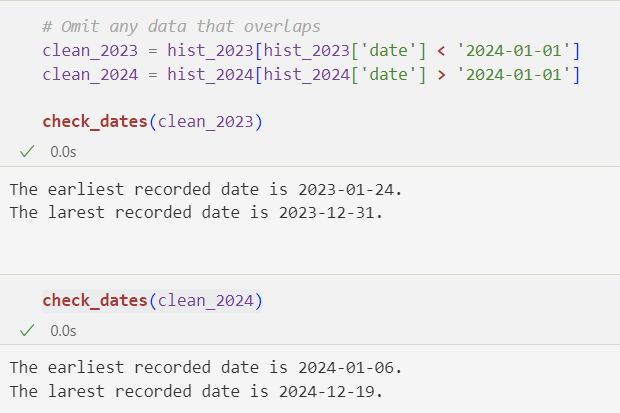 # Omit any data that overlaps
clean_2023 = hist_2023[hist_2023['date'] < '2024-01-01']
clean_2024 = hist_2024[hist_2024['date'] > '2024-01-01']
check_dates(clean_2023)
0.0s
The earliest recorded date is 2023-01-24.
The larest recorded date is 2023-12-31.
check_dates(clean_2024)
0.0s
The earliest recorded date is 2024-01-06.
The larest recorded date is 2024-12-19.